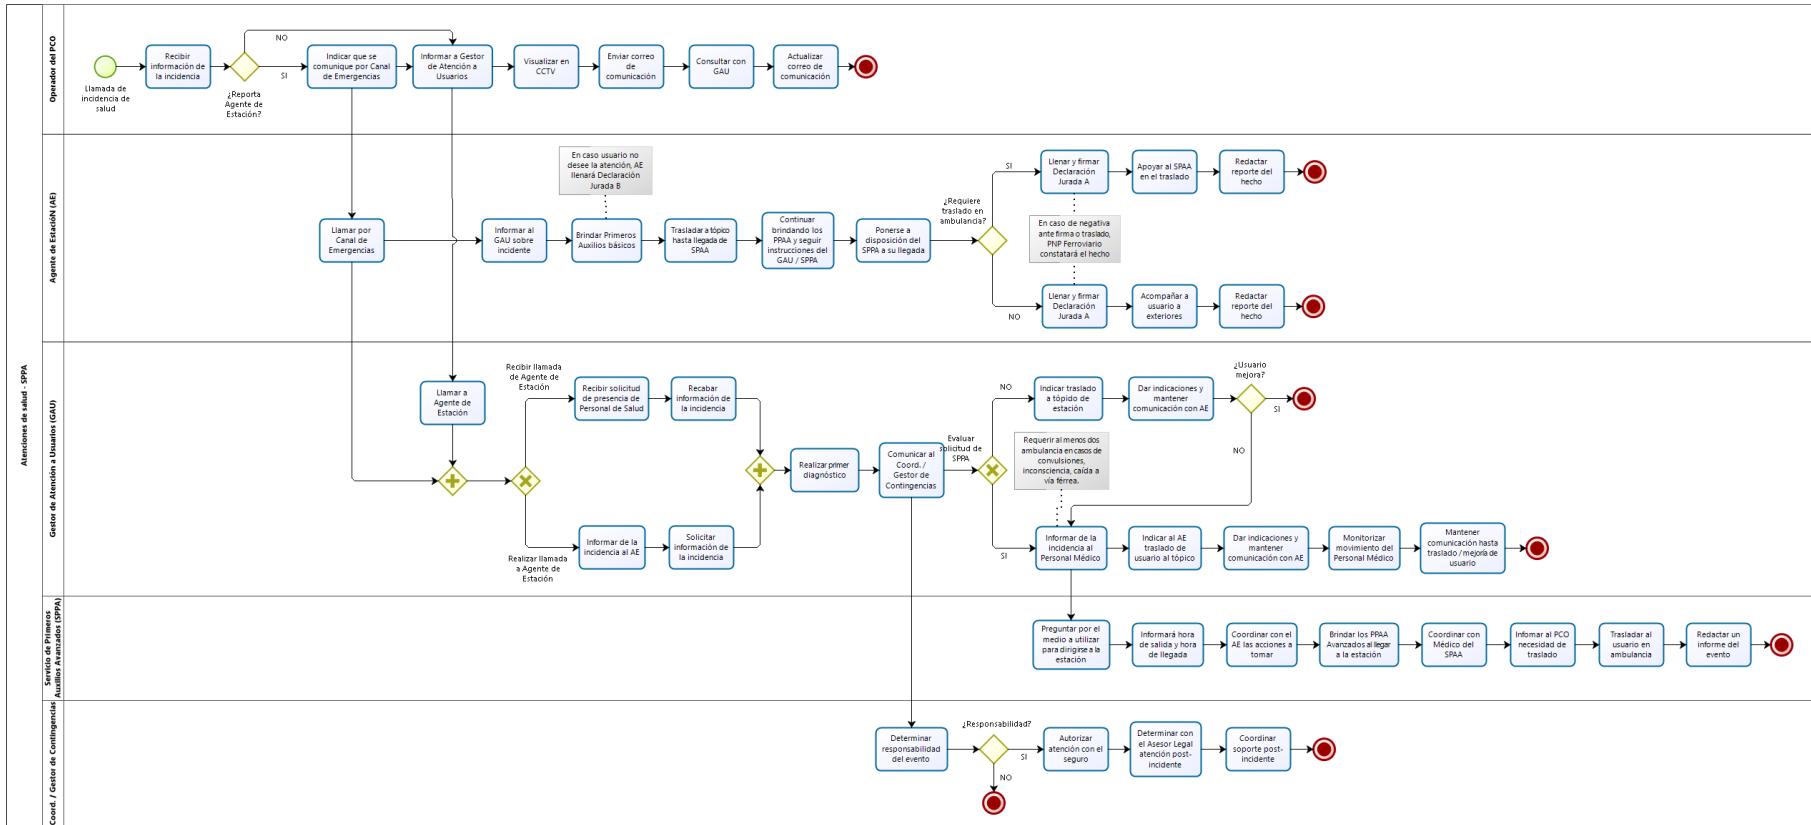 Atenciones de salud - SPPA
Operador del PCO
Llamada de
incidencia de
salud
Recibir
información de
la incidencia
¿Reporta
Agente de
Estación?
NO
SI
Indicar que se
comunique por Canal
de Emergencias
Informar a Gestor
de Atención a
Usuarios
Visualizar en
CCTV
Enviar correo
de
comunicación
Consultar con
GAU
Actualizar
correo de
comunicación
Agente de EstacióN (AE)
Llamar por
Canal de
Emergencias
Informar al
GAU sobre
incidente
En caso usuario no
desee la atención, AE
llenará Declaración
Jurada B
Brindar Primeros
Auxilios básicos
Trasladar a tópico
hasta llegada de
SPAA
Continuar
brindando los
PPAA y seguir
instrucciones del
GAU / SPPA
Ponerse a
disposición del
SPPA a su llegada
¿Requiere
traslado en
ambulancia?
SI
Llenar y firmar
Declaración
Jurada A
Apoyar al SPAA
en el traslado
Redactar
reporte del
hecho
En caso de negativa
ante firma o traslado,
PNP Ferroviario
constatará el hecho
NO
Llenar y firmar
Declaración
Jurada A
Acompañar a
usuario a
exteriores
Redactar
reporte del
hecho
Gestor de Atención a Usuarios (GAU)
Llamar a
Agente de
Estación
Recibir llamada
de Agente de
Estación
Recibir solicitud
de presencia de
Personal de Salud
Recabar
información de
la incidencia
Realizar llamada
a Agente de
Estación
Informar de la
incidencia al AE
Solicitar
información de
la incidencia
Realizar primer
diagnóstico
Comunicar al
Coord. /
Gestor de
Contingencias
Evaluar
solicitud de
SPPA
NO
Indicar traslado
a tópido de
estación
Dar indicaciones y
mantener
comunicación con AE
¿Usuario
mejora?
SI
NO
Requerir al menos dos
ambulancia en casos de
convulsiones,
inconsciencia, caída a
vía férrea.
SI
Informar de la
incidencia al
Personal Médico
Indicar al AE
traslado de
usuario al tópico
Dar indicaciones y
mantener
comunicación con AE
Monitorizar
movimiento del
Personal Médico
Mantener
comunicación hasta
traslado / mejoría de
usuario
Servicio de Primeros
Auxillos Avanzados (SPPA)
Preguntar por el
medio a utilizar
para dirigirse a la
estación
Informará hora
de salida y hora
de llegada
Coordinar con el
AE las acciones a
tomar
Brindar los PPAA
Avanzados al llegar
a la estación
Coordinar con
Médico del
SPAA
Infomar al PCO
necesidad de
traslado
Trasladar al
usuario en
ambulancia
Redactar un
informe del
evento
Coord. / Gestor de Contingencias
Determinar
responsabilidad
del evento
¿Responsabilidad?
SI
NO
Autorizar
atención con el
seguro
Determinar con
el Asesor Legal
atención post-
incidente
Coordinar
soporte post-
incidente